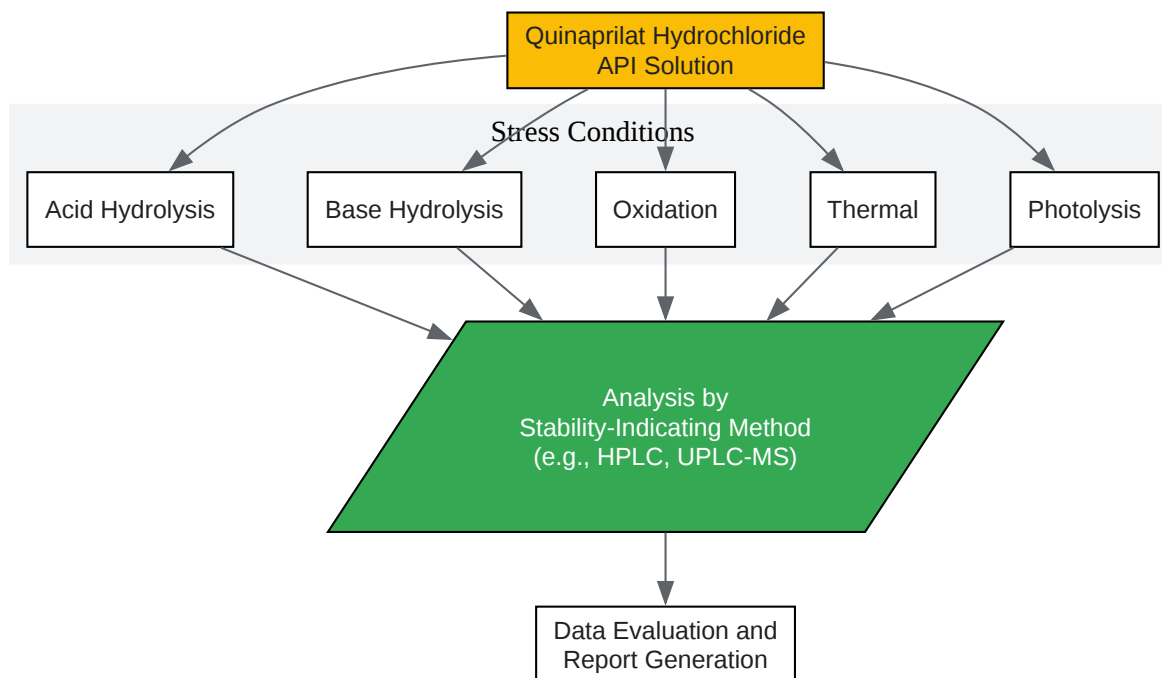 Quinaprilat Hydrochloride
API Solution
Stress Conditions
Acid Hydrolysis
Base Hydrolysis
Oxidation
Thermal
Photolysis
Analysis by
Stability-Indicating Method
(e.g., HPLC, UPLC-MS)
Data Evaluation and
Report Generation